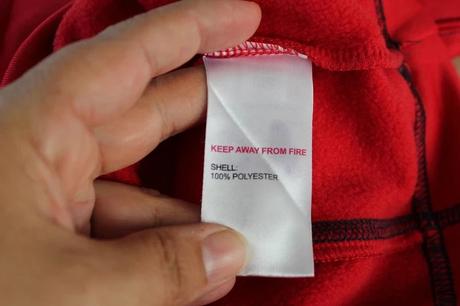 KEEP AWAY FROM FIRE
SHELL:
100% POLYESTER